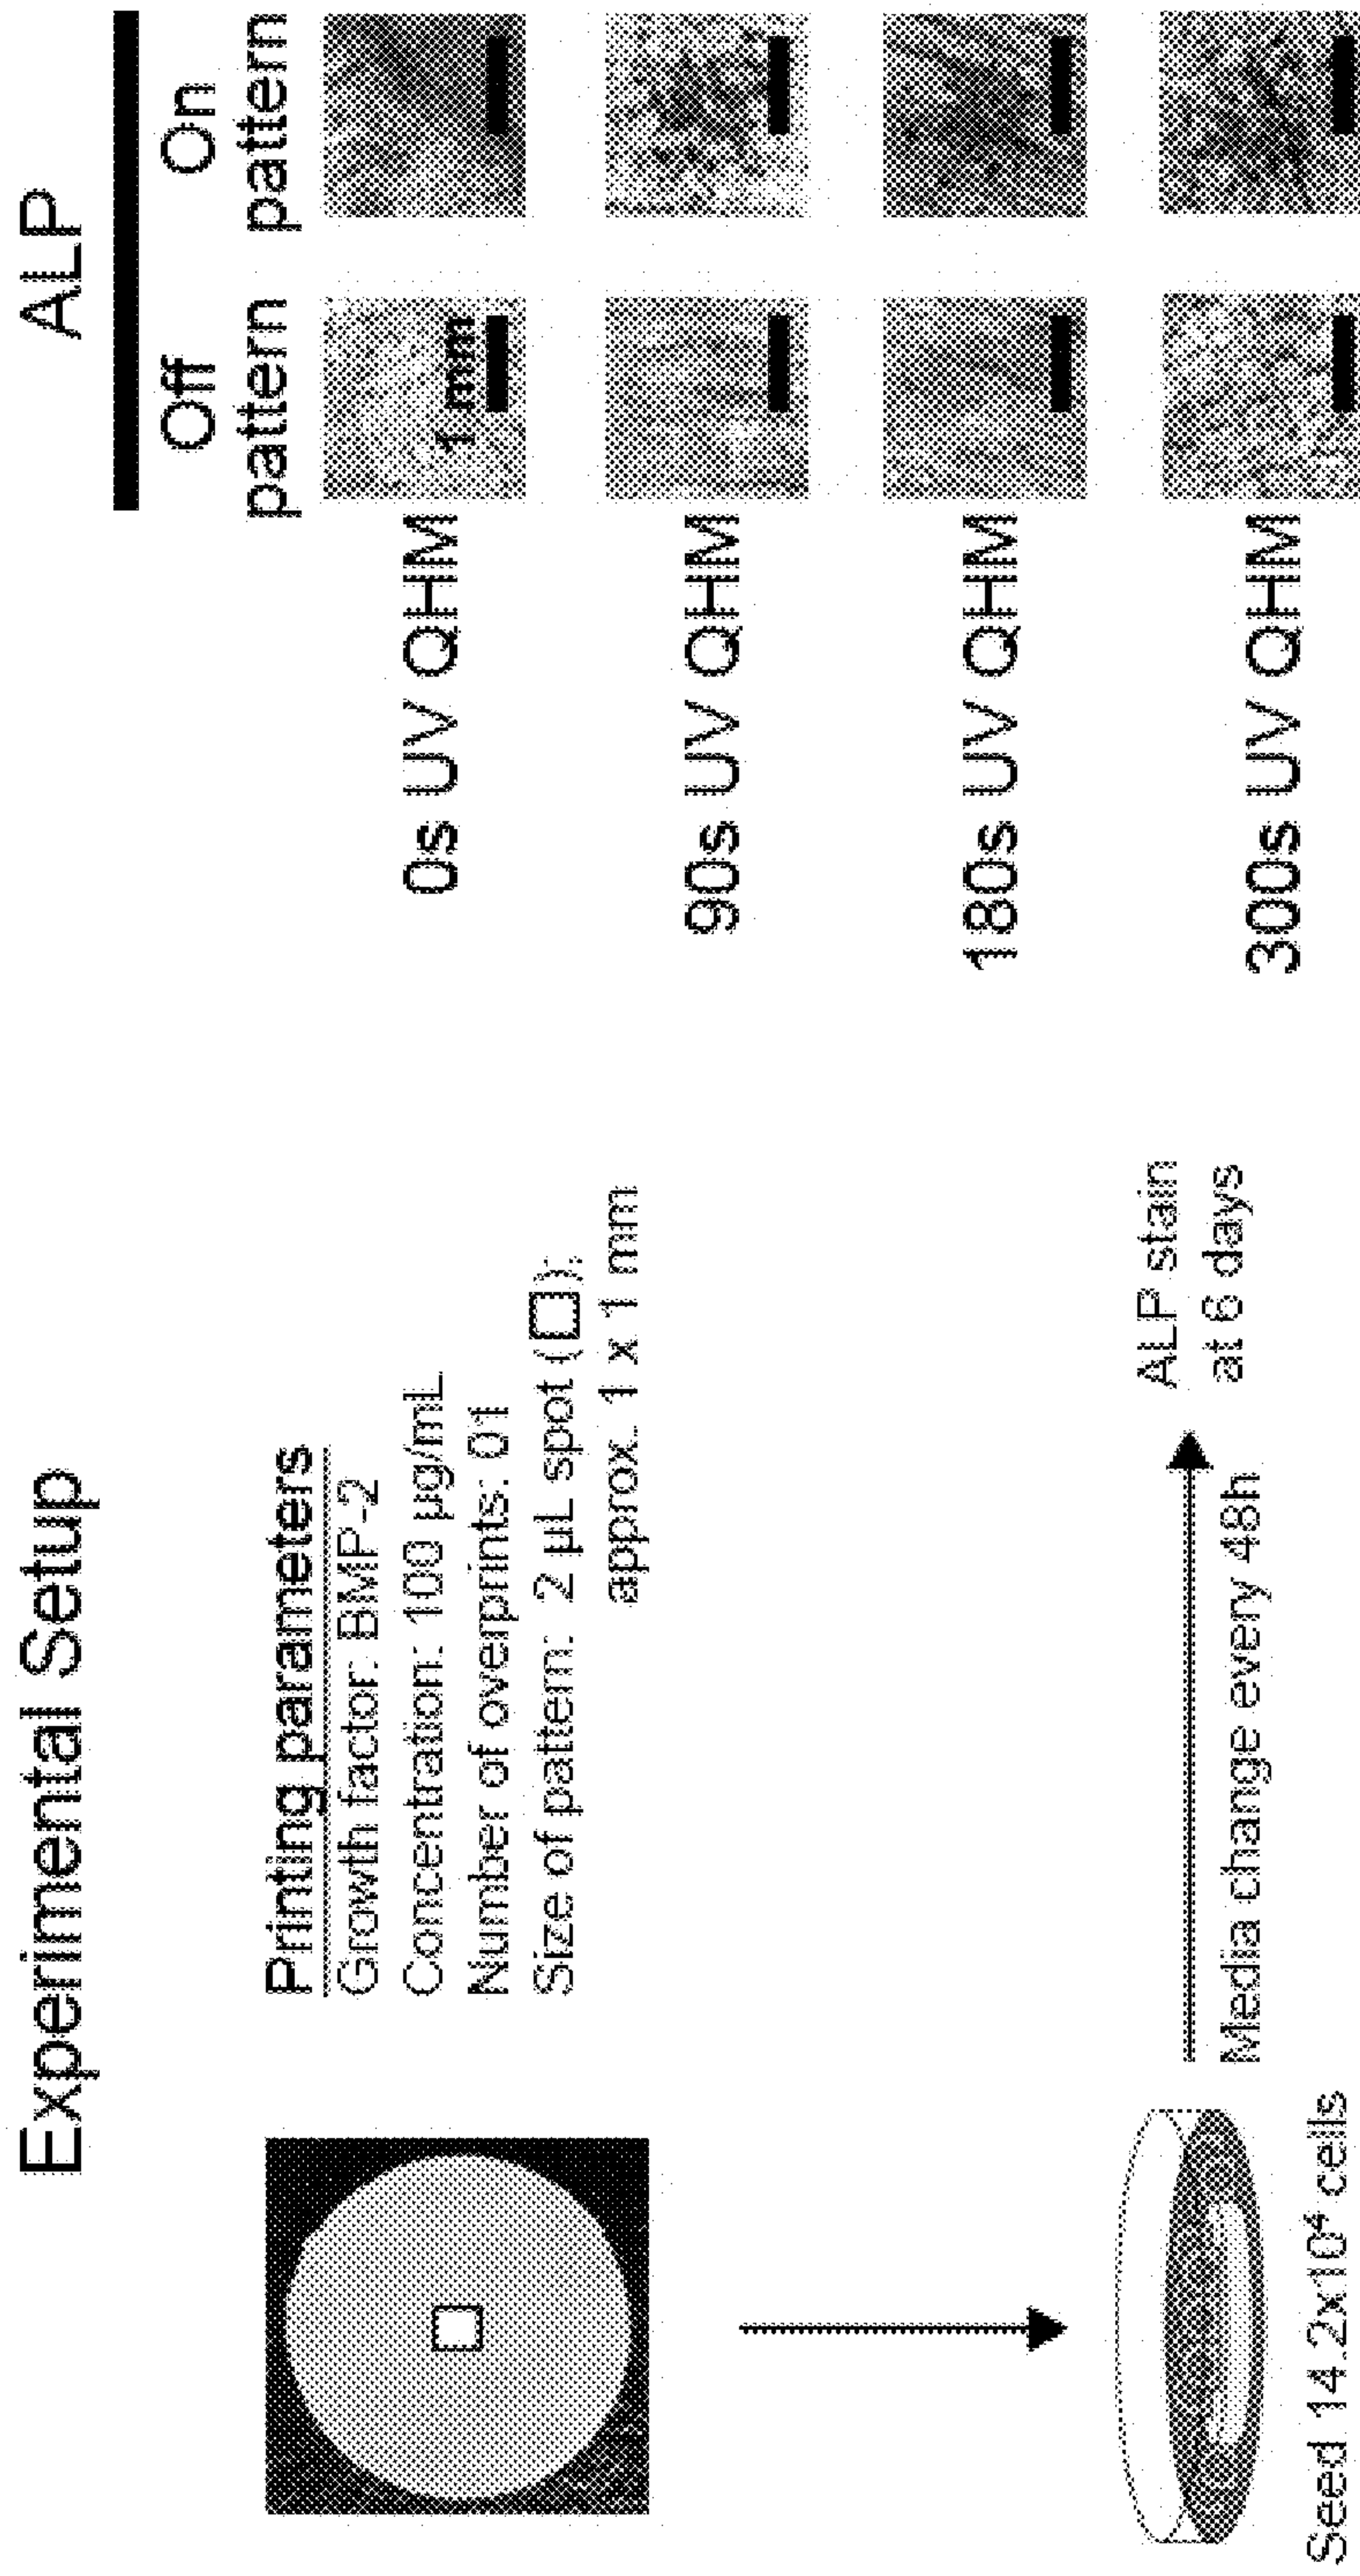 Experimental Setup
Printing parameters
Growth factor: BMP-2
Concentration: 100 µg/mL
Number of overprints: 01
Size of pattern: 2 µL spot (□);
approx. 1 x 1 mm
Seed 14.2x10⁴ cells
Media change every 48h
ALP stain
at 6 days
ALP
Off
pattern
On
pattern
0s UV QHM
1 mm
90s UV QHM
180s UV QHM
300s UV QHM